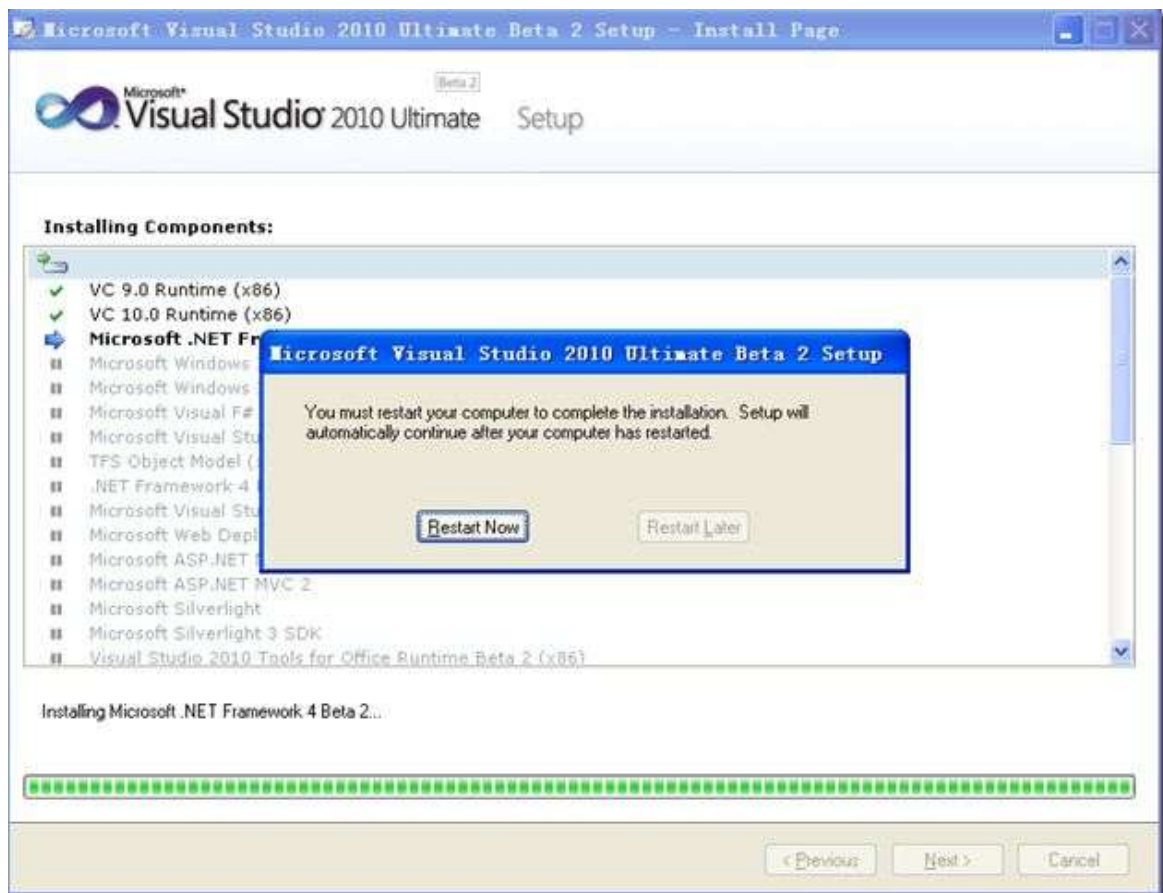 Microsoft Visual Studio 2010 Ultimate Beta 2 Setup - Install Page
Beta 2
Microsoft®
Visual Studio® 2010 Ultimate Setup
Installing Components:
VC 9.0 Runtime (x86)
VC 10.0 Runtime (x86)
Microsoft .NET Fr
Microsoft Windows
Microsoft Windows
Microsoft Visual F#
Microsoft Visual Stu
TFS Object Model (
.NET Framework 4
Microsoft Visual Stu
Microsoft Web Depl
Microsoft ASP.NET
Microsoft ASP.NET MVC 2
Microsoft Silverlight
Microsoft Silverlight 3 SDK
Visual Studio 2010 Tools for Office Runtime Beta 2 (x86)
Microsoft Visual Studio 2010 Ultimate Beta 2 Setup
You must restart your computer to complete the installation. Setup will
automatically continue after your computer has restarted.
Restart Now Restart Later
Installing Microsoft .NET Framework 4 Beta 2...
< Previous Next > Cancel